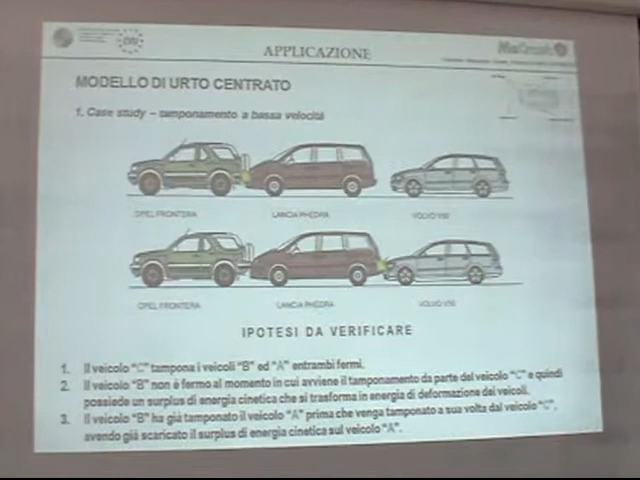 APPLICAZIONE
MODELLO DI URTO CENTRATO
1. Case study – tamponamento a bassa velocità
OPEL FRONTERA LANCIA PHEDRA VOLVO V50
OPEL FRONTERA LANCIA PHEDRA VOLVO V50
IPOTESI DA VERIFICARE
1. Il veicolo "C" tampona i veicoli "B" ed "A" entrambi fermi.
2. Il veicolo "B" non è fermo al momento in cui avviene il tamponamento da parte del veicolo "C" e quindi
possiede un surplus di energia cinetica che si trasforma in energia di deformazione dei veicoli.
3. Il veicolo "B" ha già tamponato il veicolo "A" prima che venga tamponato a sua volta dal veicolo "C",
avendo già scaricato il surplus di energia cinetica sul veicolo "A".